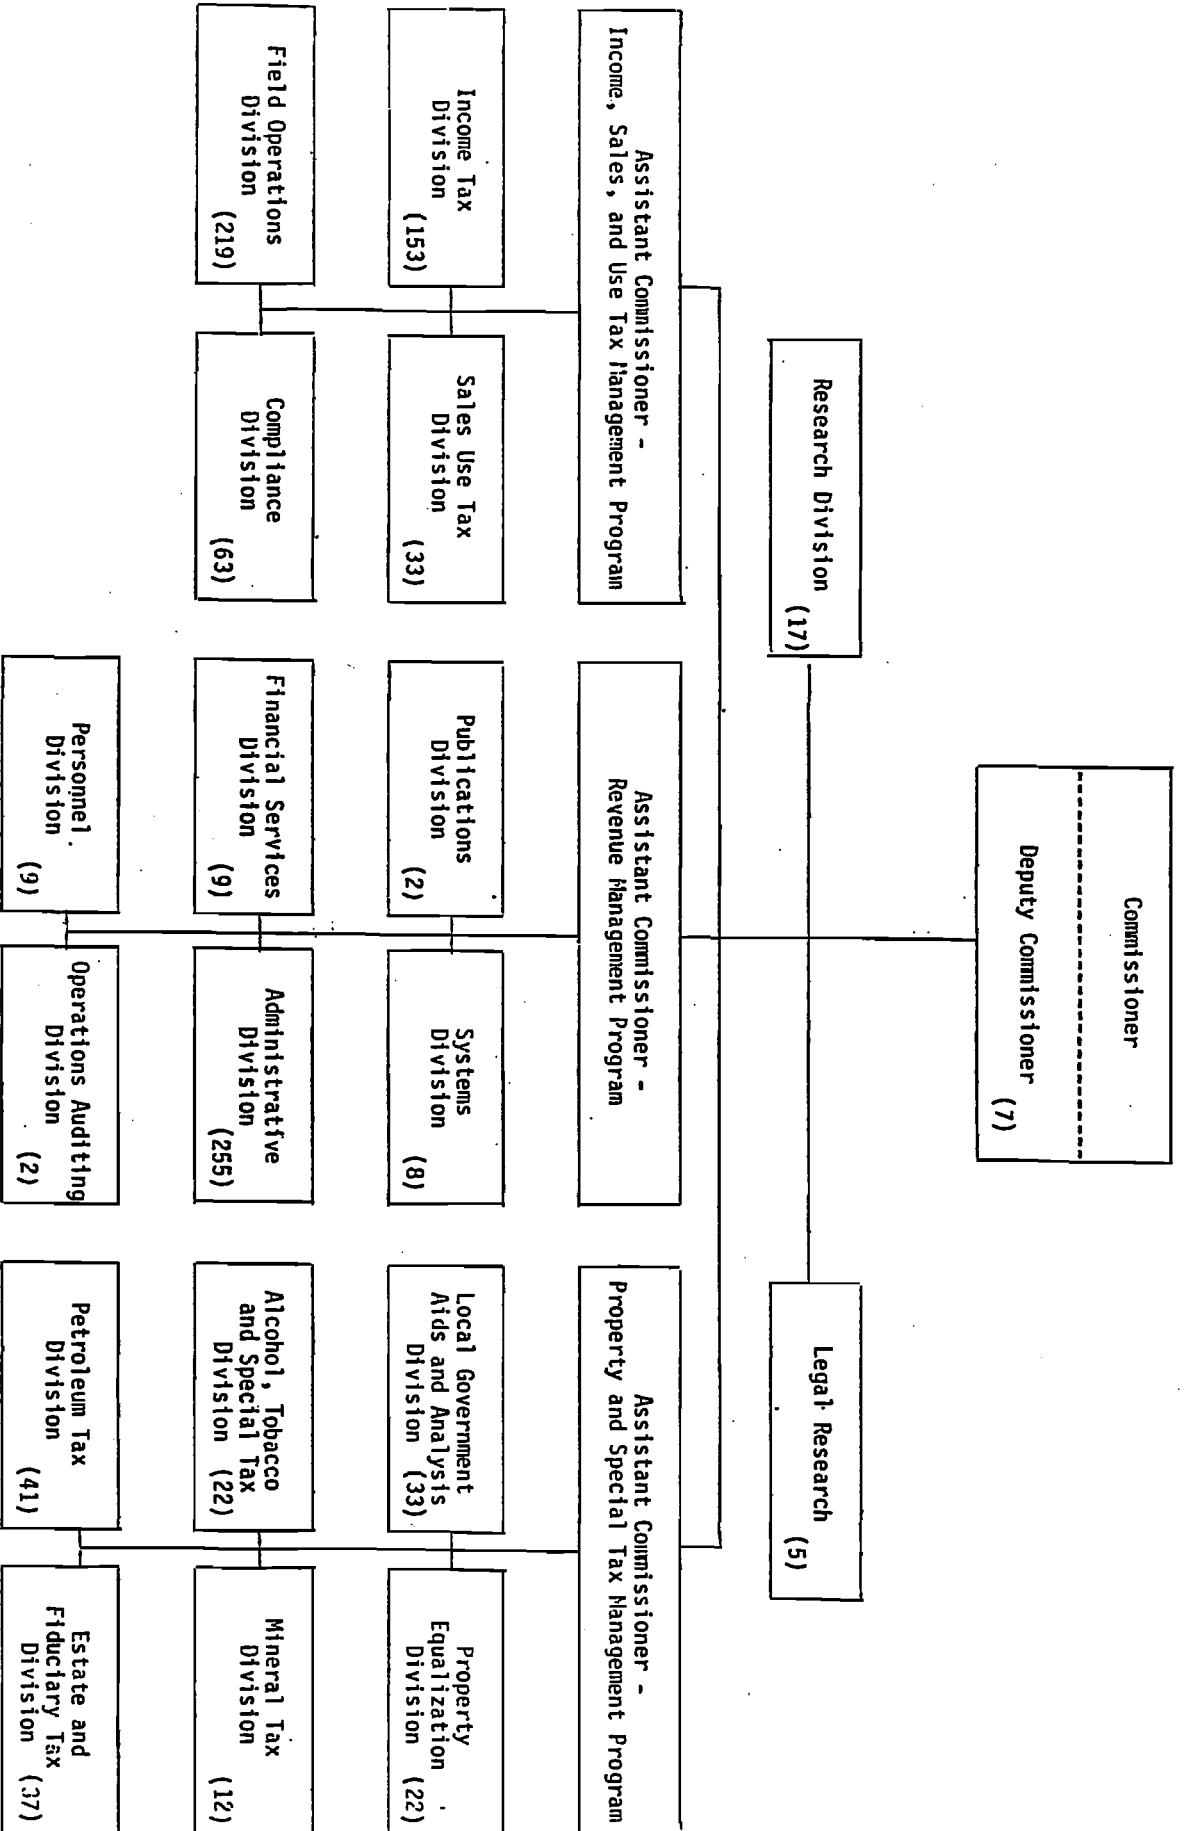 Commissioner
Deputy Commissioner
(7)
Research Division
(17)
Legal Research
(5)
Assistant Commissioner -
Income, Sales, and Use Tax Management Program
Income Tax
Division
(153)
Sales Use Tax
Division
(33)
Field Operations
Division
(219)
Compliance
Division
(63)
Assistant Commissioner -
Revenue Management Program
Publications
Division
(2)
Systems
Division
(8)
Financial Services
Division
(9)
Administrative
Division
(255)
Personnel
Division
(9)
Operations Auditing
Division
(2)
Assistant Commissioner -
Property and Special Tax Management Program
Local Government
Aids and Analysis
Division (33)
Property
Equalization
Division (22)
Alcohol, Tobacco
and Special Tax
Division (22)
Mineral Tax
Division
(12)
Petroleum Tax
Division
(41)
Estate and
Fiduciary Tax
Division (37)